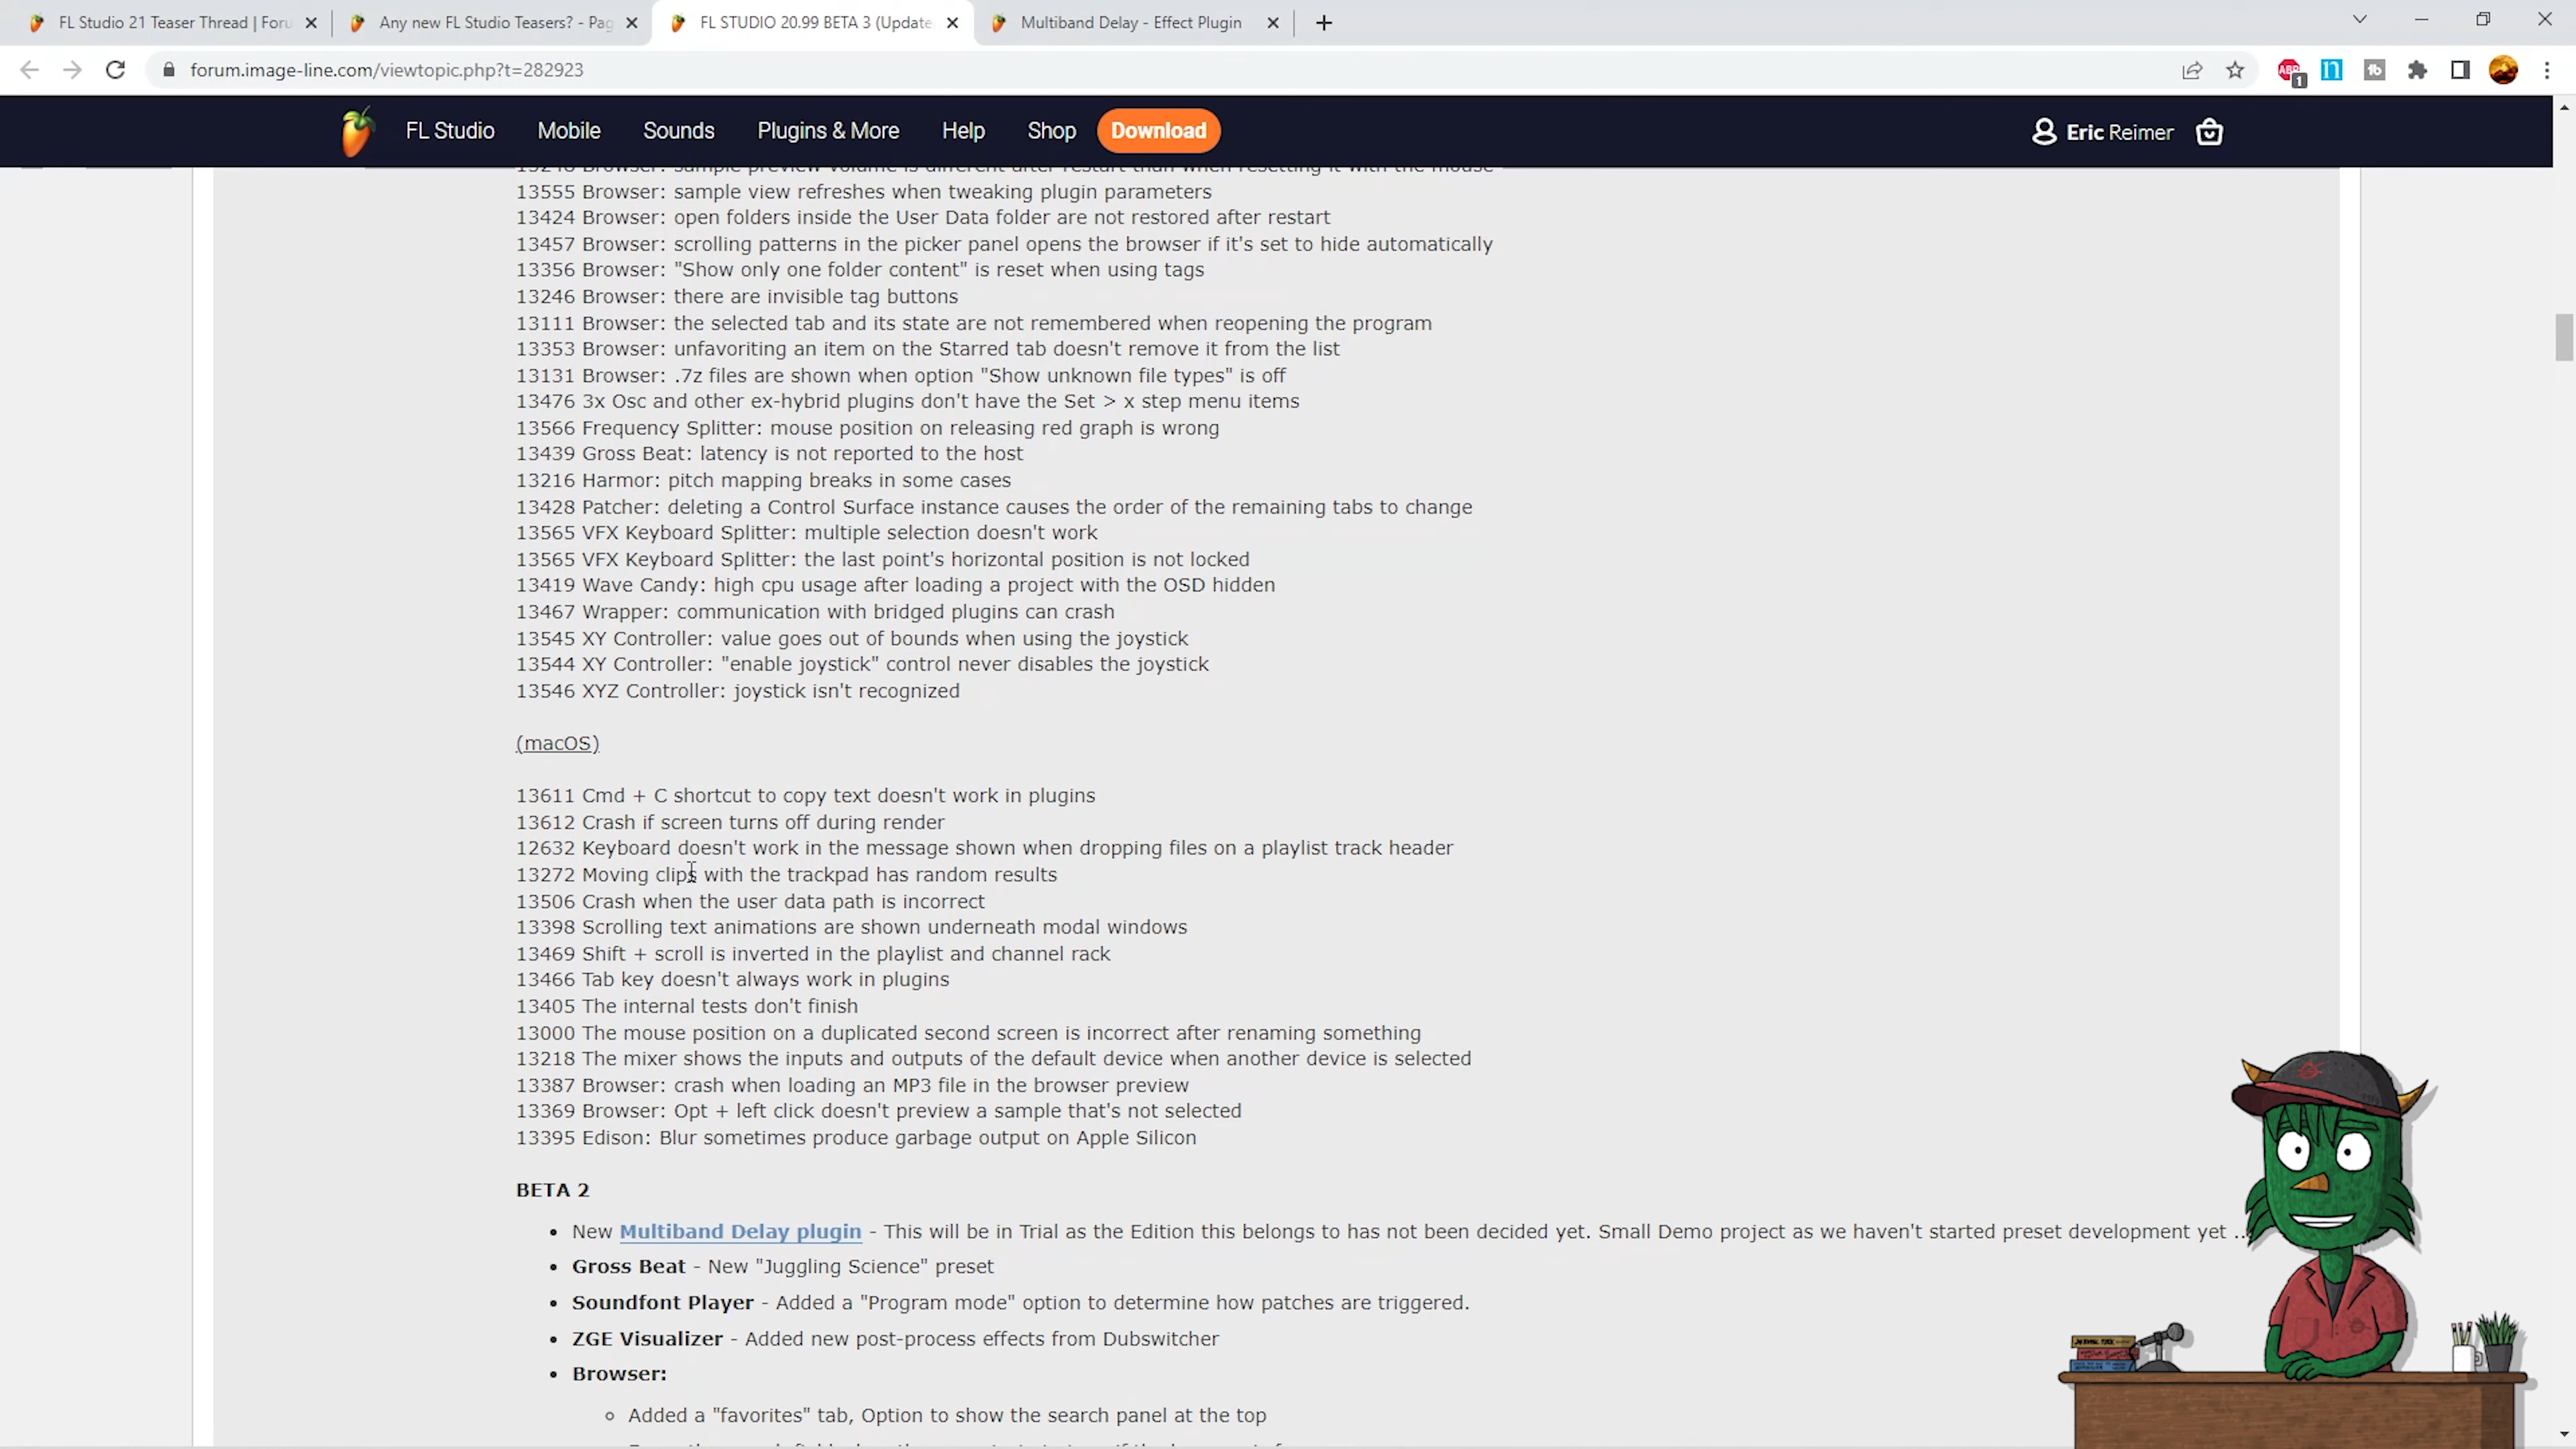 FL Studio 21 Teaser Thread | Foru
Any new FL Studio Teasers? - Pag
FL STUDIO 20.99 BETA 3 (Update
Multiband Delay - Effect Plugin
forum.image-line.com/viewtopic.php?t=282923
ABP 1
n
tb
FL Studio Mobile Sounds Plugins & More Help Shop Download Eric Reimer
13248 Browser: sample preview volume is different after restart than when resetting it with the mouse
13555 Browser: sample view refreshes when tweaking plugin parameters
13424 Browser: open folders inside the User Data folder are not restored after restart
13457 Browser: scrolling patterns in the picker panel opens the browser if it's set to hide automatically
13356 Browser: "Show only one folder content" is reset when using tags
13246 Browser: there are invisible tag buttons
13111 Browser: the selected tab and its state are not remembered when reopening the program
13353 Browser: unfavoriting an item on the Starred tab doesn't remove it from the list
13131 Browser: .7z files are shown when option "Show unknown file types" is off
13476 3x Osc and other ex-hybrid plugins don't have the Set > x step menu items
13566 Frequency Splitter: mouse position on releasing red graph is wrong
13439 Gross Beat: latency is not reported to the host
13216 Harmor: pitch mapping breaks in some cases
13428 Patcher: deleting a Control Surface instance causes the order of the remaining tabs to change
13565 VFX Keyboard Splitter: multiple selection doesn't work
13565 VFX Keyboard Splitter: the last point's horizontal position is not locked
13419 Wave Candy: high cpu usage after loading a project with the OSD hidden
13467 Wrapper: communication with bridged plugins can crash
13545 XY Controller: value goes out of bounds when using the joystick
13544 XY Controller: "enable joystick" control never disables the joystick
13546 XYZ Controller: joystick isn't recognized
(macOS)
13611 Cmd + C shortcut to copy text doesn't work in plugins
13612 Crash if screen turns off during render
12632 Keyboard doesn't work in the message shown when dropping files on a playlist track header
13272 Moving clips with the trackpad has random results
13506 Crash when the user data path is incorrect
13398 Scrolling text animations are shown underneath modal windows
13469 Shift + scroll is inverted in the playlist and channel rack
13466 Tab key doesn't always work in plugins
13405 The internal tests don't finish
13000 The mouse position on a duplicated second screen is incorrect after renaming something
13218 The mixer shows the inputs and outputs of the default device when another device is selected
13387 Browser: crash when loading an MP3 file in the browser preview
13369 Browser: Opt + left click doesn't preview a sample that's not selected
13395 Edison: Blur sometimes produce garbage output on Apple Silicon
BETA 2
• New Multiband Delay plugin - This will be in Trial as the Edition this belongs to has not been decided yet. Small Demo project as we haven't started preset development yet ..
• Gross Beat - New "Juggling Science" preset
• Soundfont Player - Added a "Program mode" option to determine how patches are triggered.
• ZGE Visualizer - Added new post-process effects from Dubswitcher
• Browser:
Added a "favorites" tab, Option to show the search panel at the top